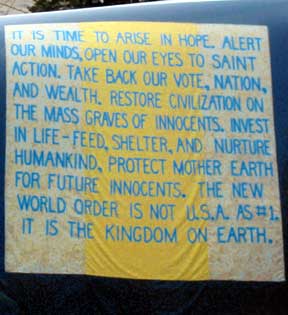 IT IS TIME TO ARISE IN HOPE. ALERT
OUR MINDS, OPEN OUR EYES TO SAINT
ACTION. TAKE BACK OUR VOTE, NATION,
AND WEALTH. RESTORE CIVILIZATION ON
THE MASS GRAVES OF INNOCENTS. INVEST
IN LIFE - FEED, SHELTER, AND NURTURE
HUMANKIND, PROTECT MOTHER EARTH
FOR FUTURE INNOCENTS. THE NEW
WORLD ORDER IS NOT U.S.A. AS #1.
IT IS THE KINGDOM ON EARTH.